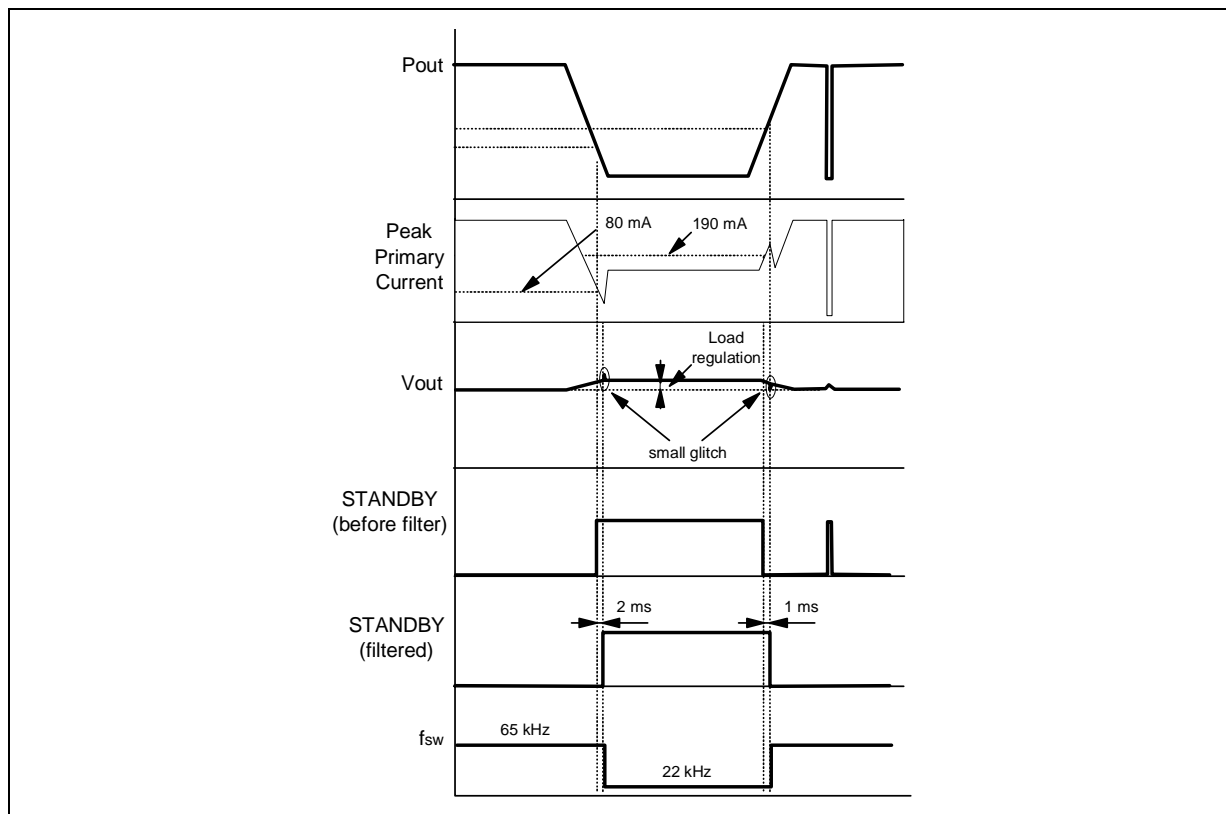 Pout
80 mA
190 mA
Peak
Primary
Current
Load
regulation
Vout
small glitch
STANDBY
(before filter)
2 ms
1 ms
STANDBY
(filtered)
65 kHz
fsw
22 kHz